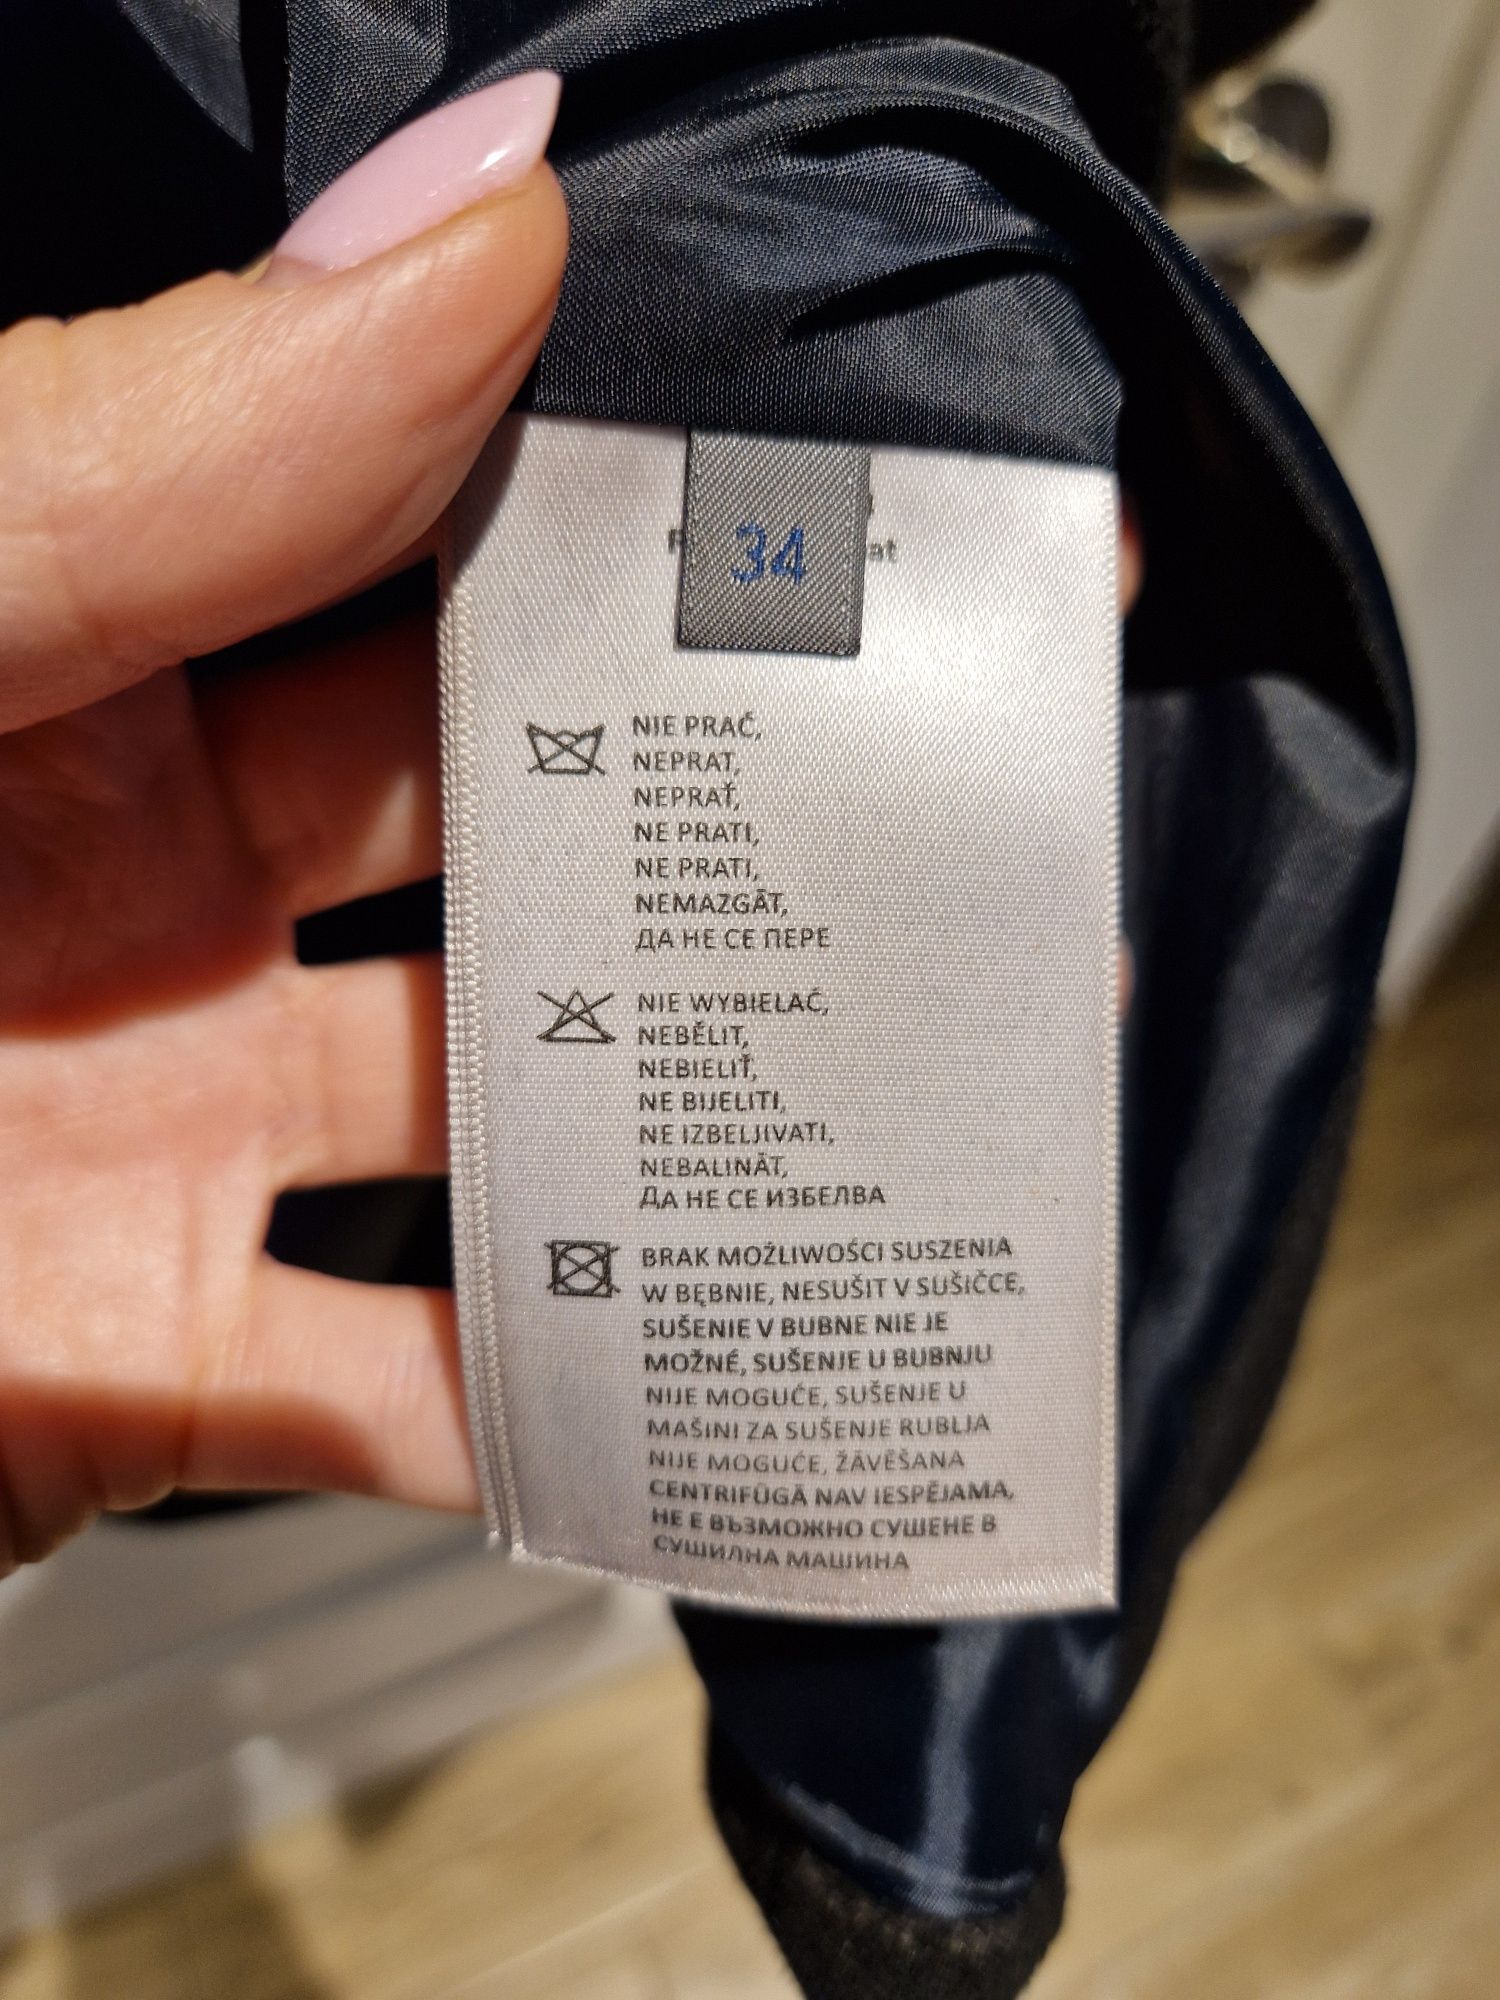 34
NIE PRAĆ,
NEPRAT,
NEPRAŤ,
NE PRATI,
NE PRATI,
NEMAZGĀT,
ДА НЕ СЕ ПЕРЕ
NIE WYBIELAĆ,
NEBĚLIT,
NEBIELIŤ,
NE BIJELITI,
NE IZBELJIVATI,
NEBALINĀT,
ДА НЕ СЕ ИЗБЕЛВА
BRAK MOŻLIWOŚCI SUSZENIA
W BĘBNIE, NESUŠIT V SUŠIČCE,
SUŠENIE V BUBNE NIE JE
MOŽNÉ, SUŠENJE U BUBNJU
NIJE MOGUĆE, SUŠENJE U
MAŠINI ZA SUŠENJE RUBLJA
NIJE MOGUĆE, ŽĀVĒŠANA
CENTRIFŪGĀ NAV IESPĒJAMA,
НЕ Е ВЪЗМОЖНО СУШЕНЕ В
СУШИЛНА МАШИНА